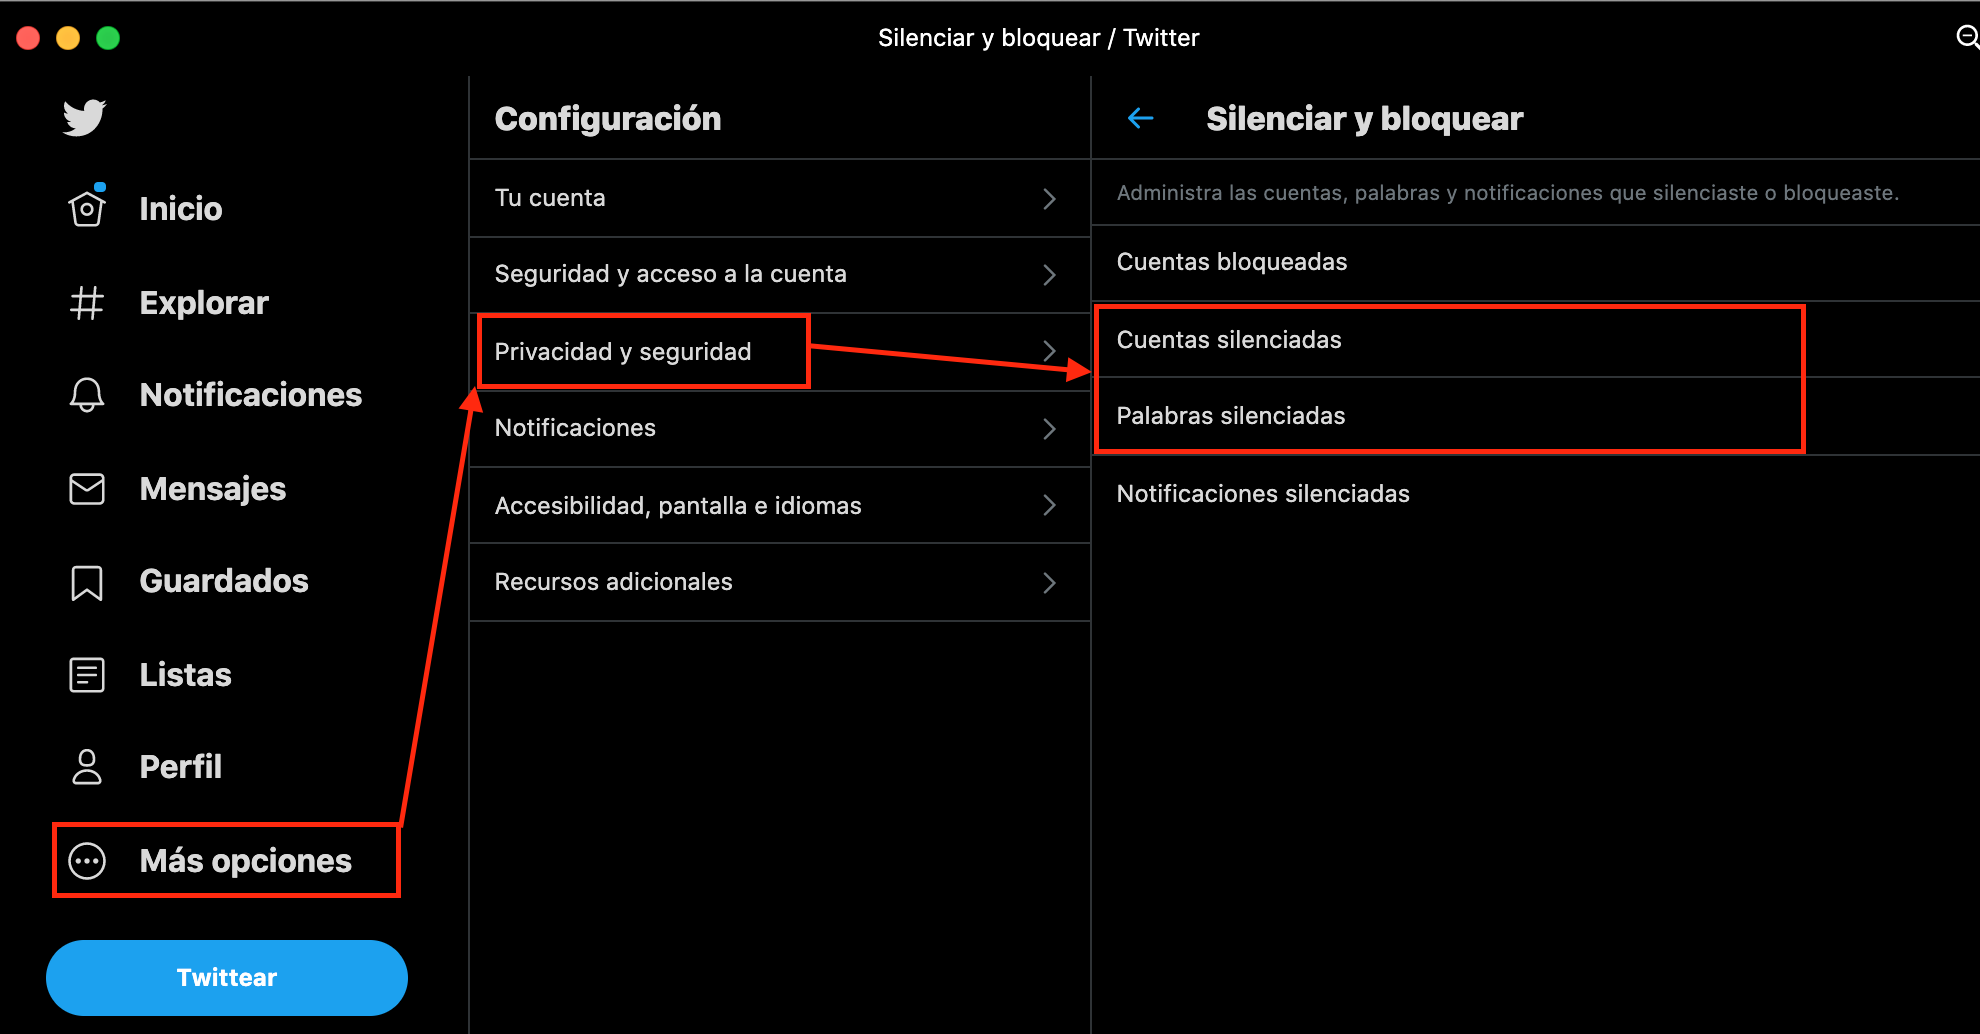 Silenciar y bloquear / Twitter
Inicio
Explorar
Notificaciones
Mensajes
Guardados
Listas
Perfil
Más opciones
Twittear
Configuración
Tu cuenta
Seguridad y acceso a la cuenta
Privacidad y seguridad
Notificaciones
Accesibilidad, pantalla e idiomas
Recursos adicionales
Silenciar y bloquear
Administra las cuentas, palabras y notificaciones que silenciaste o bloqueaste.
Cuentas bloqueadas
Cuentas silenciadas
Palabras silenciadas
Notificaciones silenciadas